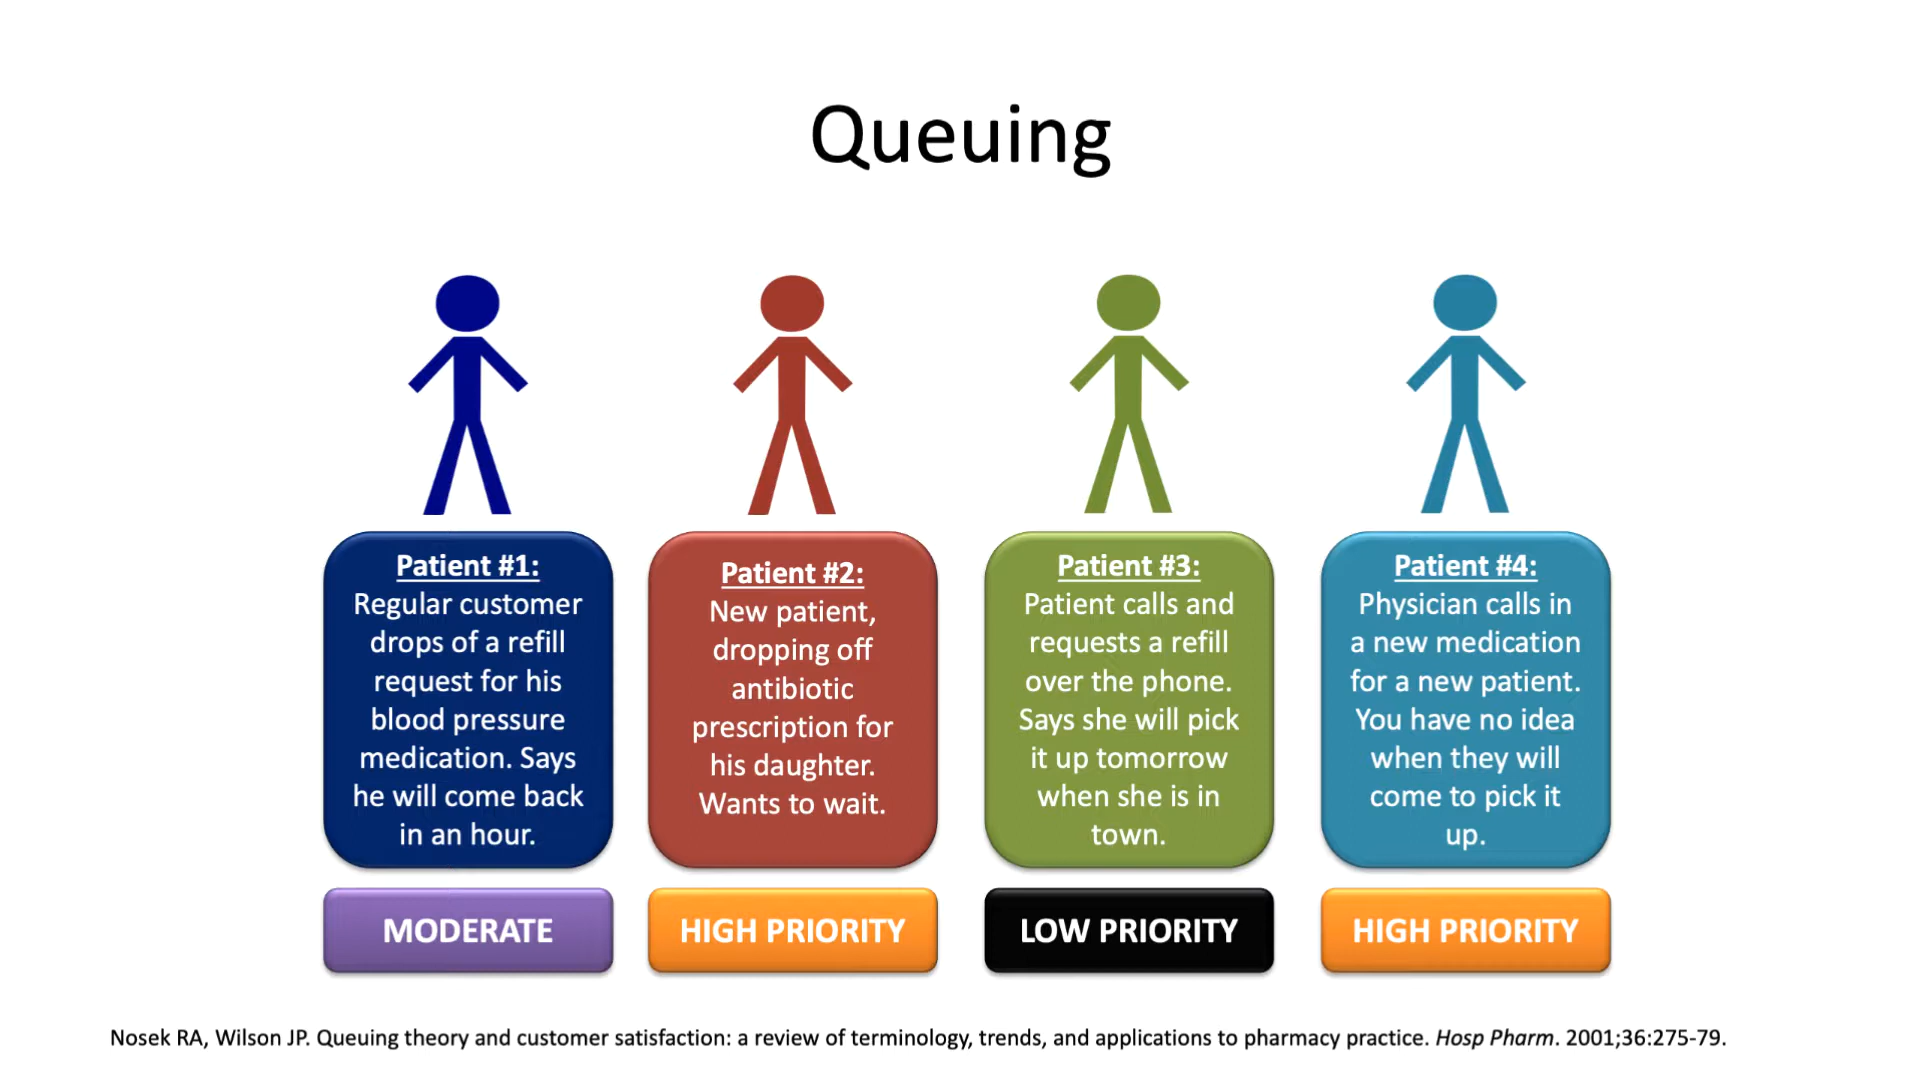 Queuing
Patient #1:
Regular customer
drops of a refill
request for his
blood pressure
medication. Says
he will come back
in an hour.
MODERATE
Patient #2:
New patient,
dropping off
antibiotic
prescription for
his daughter.
Wants to wait.
HIGH PRIORITY
Patient #3:
Patient calls and
requests a refill
over the phone.
Says she will pick
it up tomorrow
when she is in
town.
LOW PRIORITY
Patient #4:
Physician calls in
a new medication
for a new patient.
You have no idea
when they will
come to pick it
up.
HIGH PRIORITY
Nosek RA, Wilson JP. Queuing theory and customer satisfaction: a review of terminology, trends, and applications to pharmacy practice. Hosp Pharm. 2001;36:275-79.